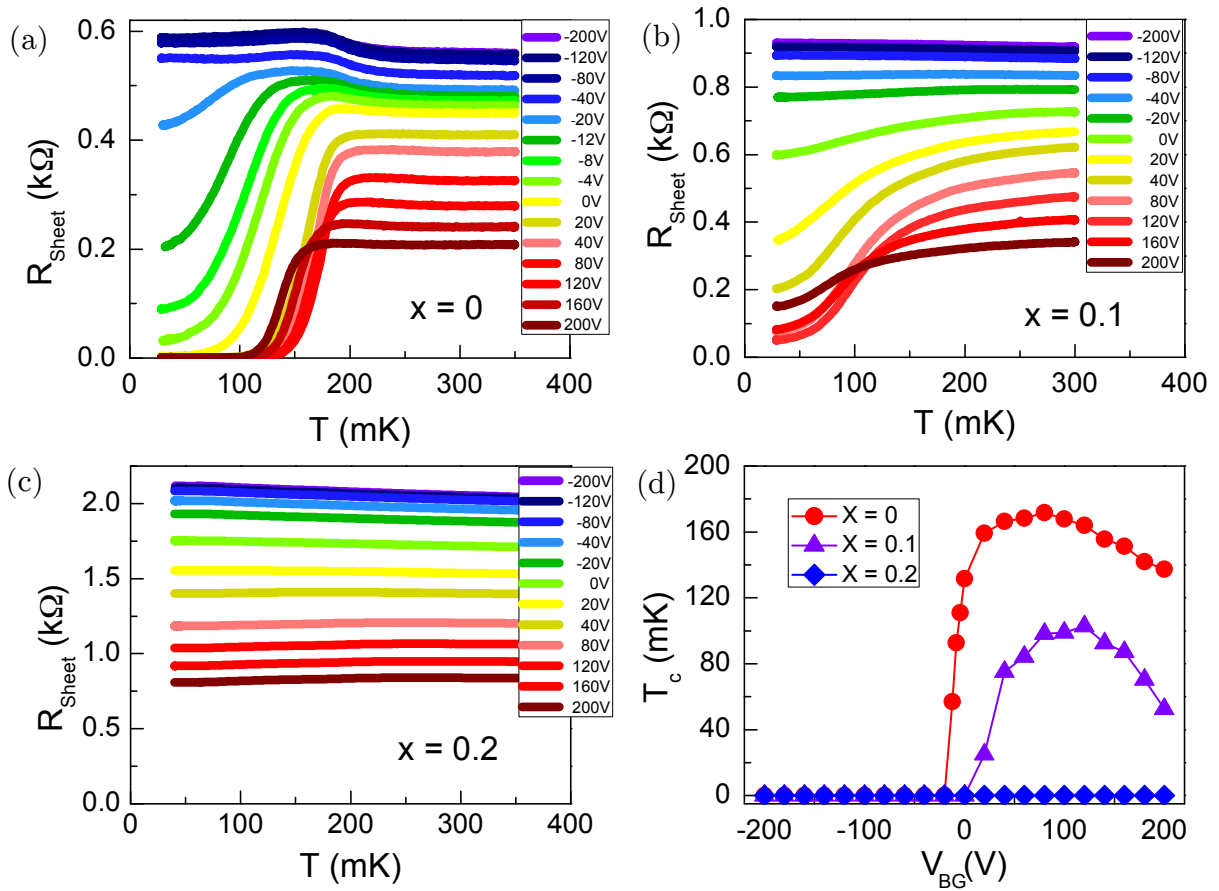 (a)
0.6
0.4
0.2
0.0
R_Sheet (kΩ)
0
100
200
300
400
T (mK)
x = 0
-200V
-120V
-80V
-40V
-20V
-12V
-8V
-4V
0V
20V
40V
80V
120V
160V
200V
(b)
1.0
0.8
0.6
0.4
0.2
0.0
R_Sheet (kΩ)
0
100
200
300
400
T (mK)
x = 0.1
-200V
-120V
-80V
-40V
-20V
0V
20V
40V
80V
120V
160V
200V
(c)
2.0
1.5
1.0
0.5
0.0
R_Sheet (kΩ)
0
100
200
300
400
T (mK)
x = 0.2
-200V
-120V
-80V
-40V
-20V
0V
20V
40V
80V
120V
160V
200V
(d)
200
160
120
80
40
0
T_c (mK)
-200
-100
0
100
200
V_BG(V)
X = 0
X = 0.1
X = 0.2